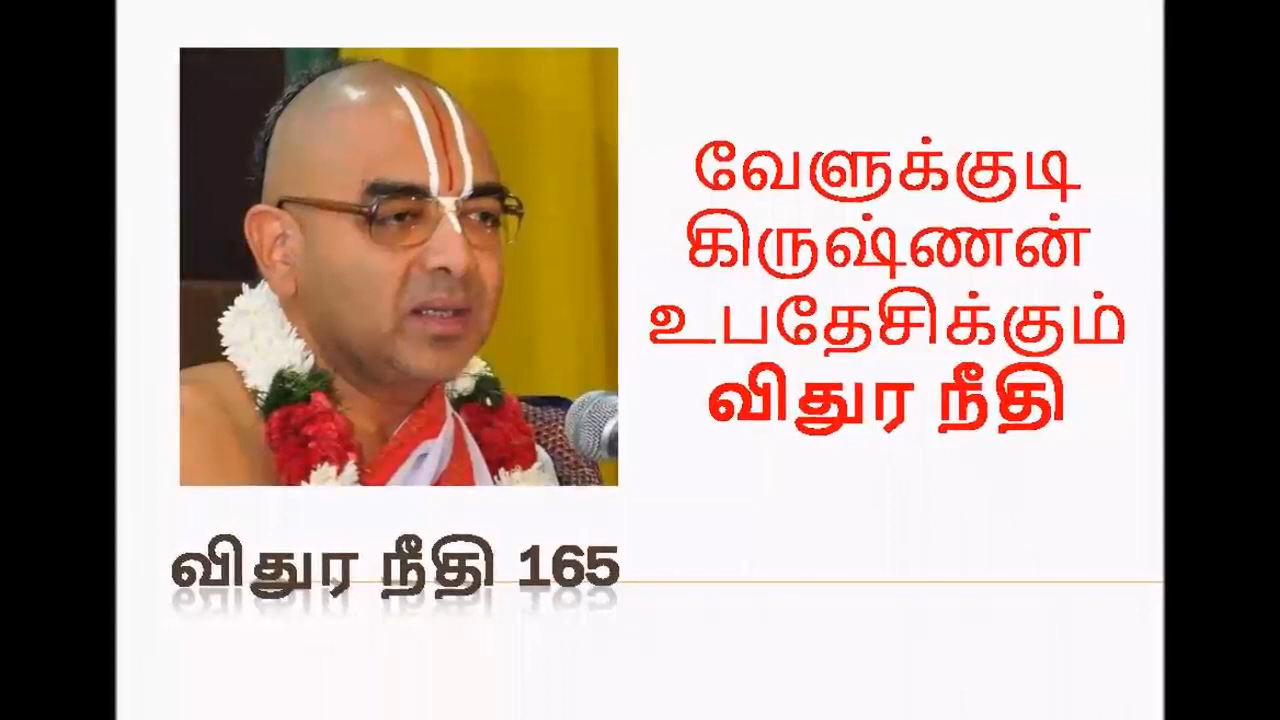 வேளுக்குடி
கிருஷ்ணன்
உபதேசிக்கும்
விதுர நீதி
விதுர நீதி 165